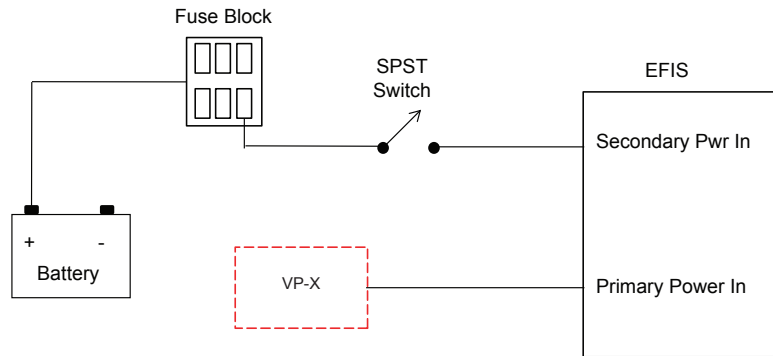 Fuse Block
SPST
Switch
EFIS
Secondary Pwr In
+ -
Battery
VP-X
Primary Power In